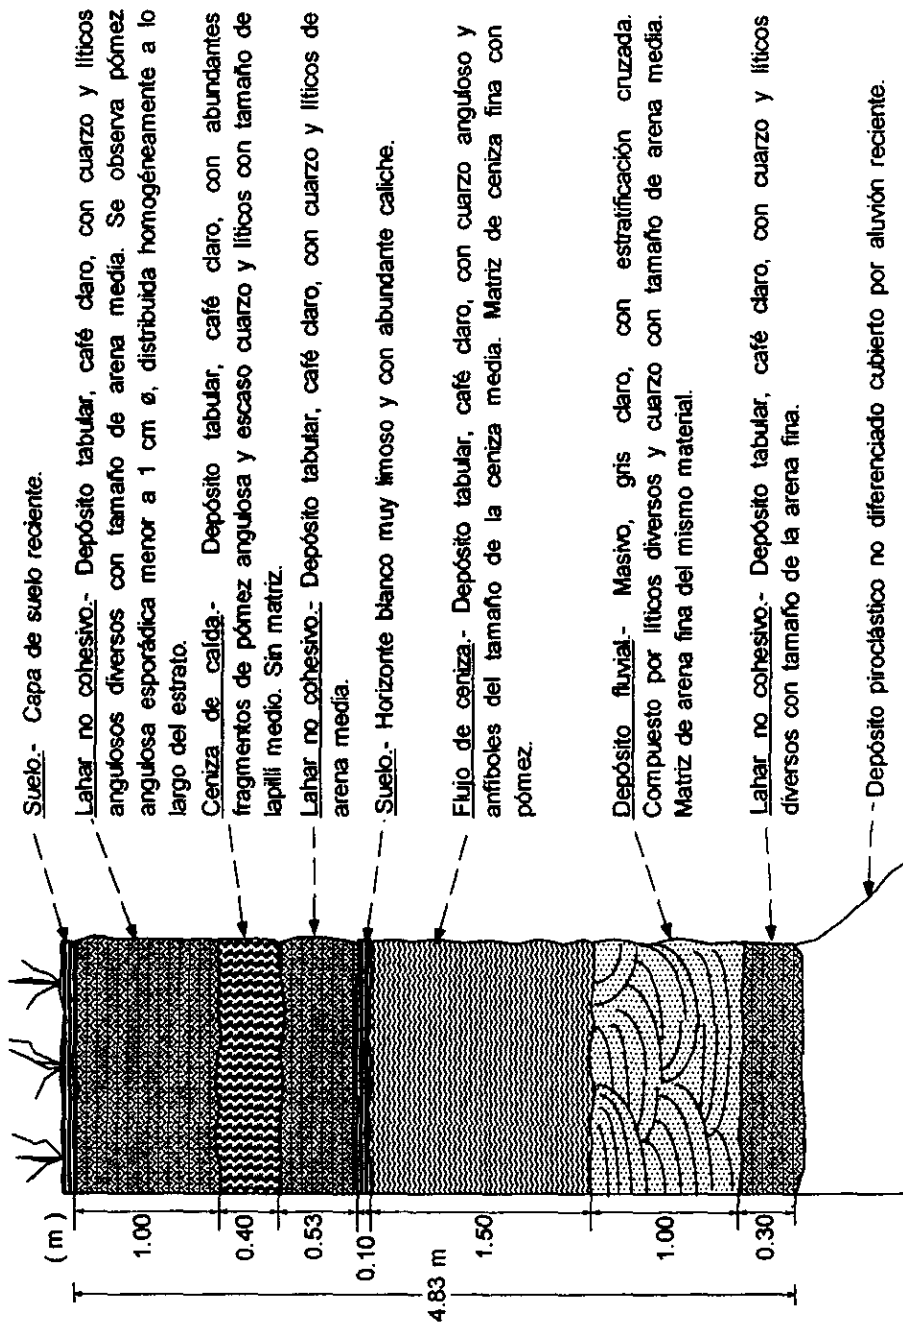 Suelo.- Capa de suelo reciente.
Lahar no cohesivo.- Depósito tabular, café claro, con cuarzo y líticos
angulosos diversos con tamaño de arena media. Se observa pómez
angulosa esporádica menor a 1 cm ø, distribuida homogéneamente a lo
largo del estrato.
Ceniza de caída.- Depósito tabular, café claro, con abundantes
fragmentos de pómez angulosa y escaso cuarzo y líticos con tamaño de
lapilli medio. Sin matriz.
Lahar no cohesivo.- Depósito tabular, café claro, con cuarzo y líticos de
arena media.
Suelo.- Horizonte blanco muy limoso y con abundante caliche.
Flujo de ceniza.- Depósito tabular, café claro, con cuarzo anguloso y
anfíboles del tamaño de la ceniza media. Matriz de ceniza fina con
pómez.
Depósito fluvial.- Masivo, gris claro, con estratificación cruzada.
Compuesto por líticos diversos y cuarzo con tamaño de arena media.
Matriz de arena fina del mismo material.
Lahar no cohesivo.- Depósito tabular, café claro, con cuarzo y líticos
diversos con tamaño de la arena fina.
Depósito piroclástico no diferenciado cubierto por aluvión reciente.
(m)
1.00
0.40
0.53
0.10
1.50
1.00
0.30
4.83 m